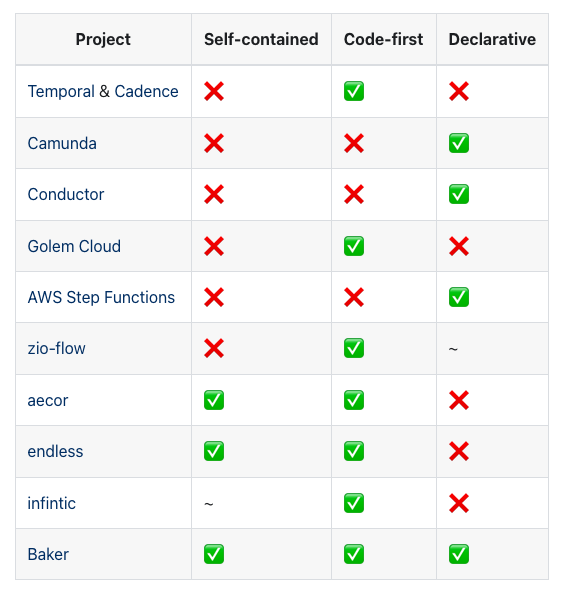 Project Self-contained Code-first Declarative
Temporal & Cadence ❌ ✅ ❌
Camunda ❌ ❌ ✅
Conductor ❌ ❌ ✅
Golem Cloud ❌ ✅ ❌
AWS Step Functions ❌ ❌ ✅
zio-flow ❌ ✅ ~
aecor ✅ ✅ ❌
endless ✅ ✅ ❌
infintic ~ ✅ ❌
Baker ✅ ✅ ✅